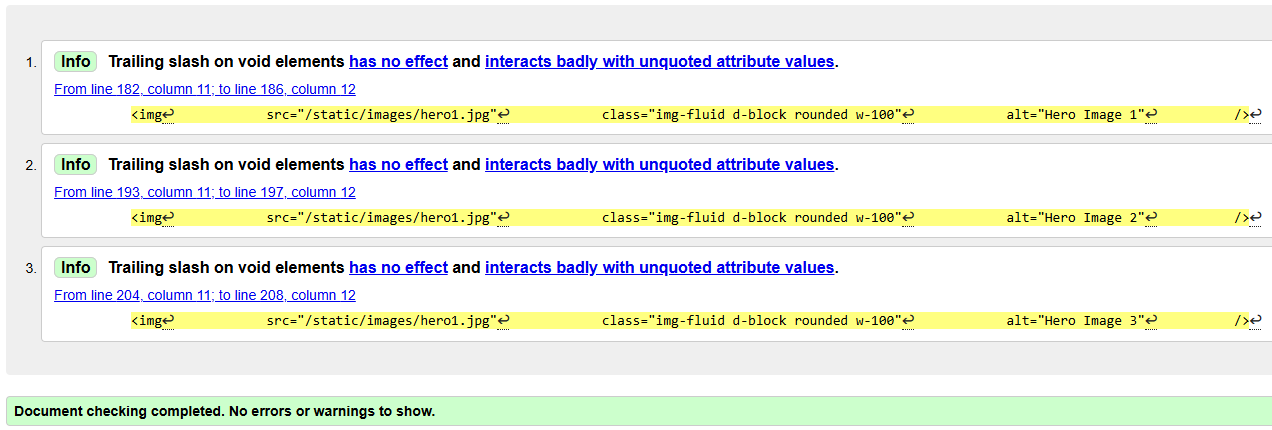 1. Info Trailing slash on void elements has no effect and interacts badly with unquoted attribute values.
From line 182, column 11; to line 186, column 12
<img↩ src="/static/images/hero1.jpg"↩ class="img-fluid d-block rounded w-100"↩ alt="Hero Image 1"↩ />↩
2. Info Trailing slash on void elements has no effect and interacts badly with unquoted attribute values.
From line 193, column 11; to line 197, column 12
<img↩ src="/static/images/hero1.jpg"↩ class="img-fluid d-block rounded w-100"↩ alt="Hero Image 2"↩ />↩
3. Info Trailing slash on void elements has no effect and interacts badly with unquoted attribute values.
From line 204, column 11; to line 208, column 12
<img↩ src="/static/images/hero1.jpg"↩ class="img-fluid d-block rounded w-100"↩ alt="Hero Image 3"↩ />↩
Document checking completed. No errors or warnings to show.